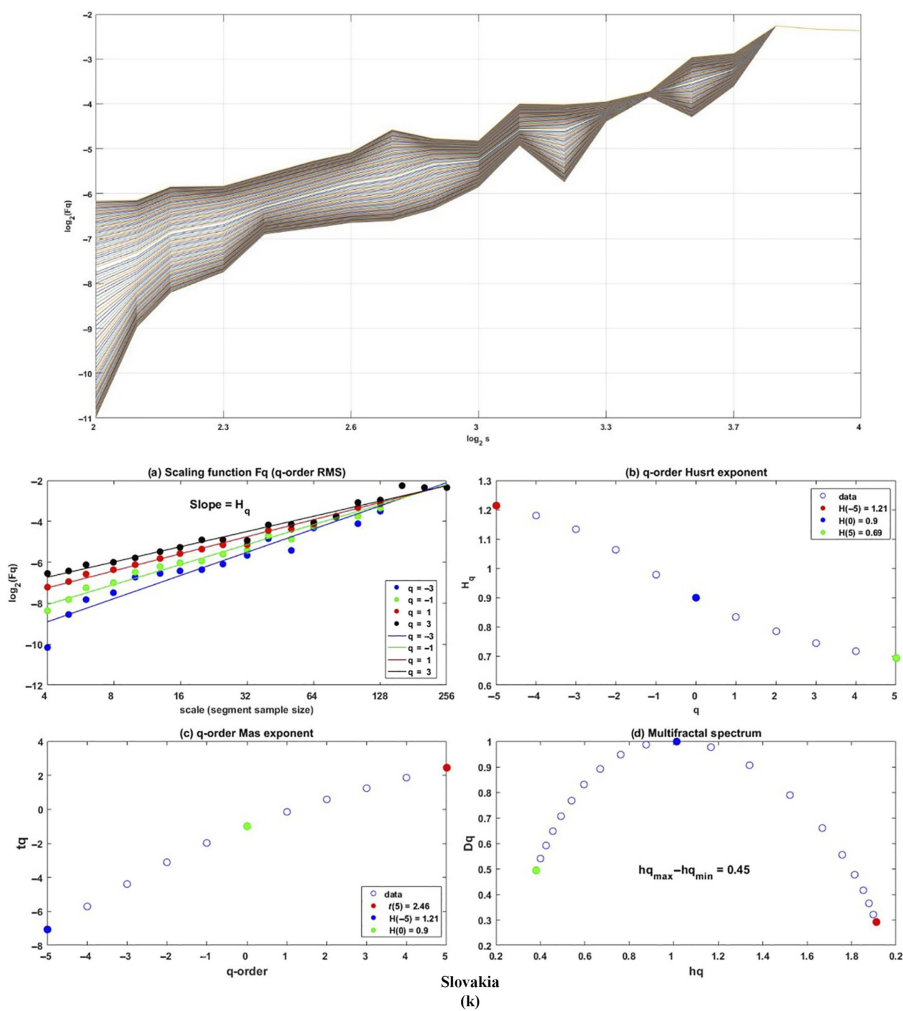 −2
−3
−4
−5
−6
−7
−8
−9
−10
−11
log2(Fq)
2 2.3 2.6 3 3.3 3.7 4
log2 s
(a) Scaling function Fq (q-order RMS)
−2
−4
−6
−8
−10
−12
log2(Fq)
Slope = Hq
q = −3
q = −1
q = 1
q = 3
q = −3
q = −1
q = 1
q = 3
4 8 16 32 64 128 256
scale (segment sample size)
(b) q-order Husrt exponent
1.3
1.2
1.1
1
0.9
0.8
0.7
0.6
Hq
data
H(−5) = 1.21
H(0) = 0.9
H(5) = 0.69
−5 −4 −3 −2 −1 0 1 2 3 4 5
q
(c) q-order Mas exponent
4
2
0
−2
−4
−6
−8
tq
data
t(5) = 2.46
H(−5) = 1.21
H(0) = 0.9
−5 −4 −3 −2 −1 0 1 2 3 4 5
q-order
(d) Multifractal spectrum
1
0.9
0.8
0.7
0.6
0.5
0.4
0.3
0.2
Dq
hqmax−hqmin = 0.45
0.2 0.4 0.6 0.8 1 1.2 1.4 1.6 1.8 2 0.2
hq
Slovakia
(k)